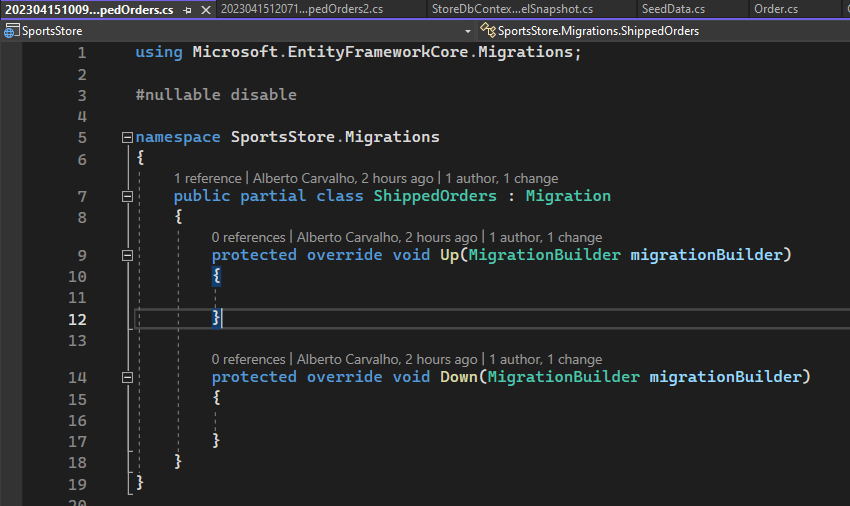 202304151009...pedOrders.cs
2023041512071...pedOrders2.cs
StoreDbContex...elSnapshot.cs
SeedData.cs
Order.cs
SportsStore
SportsStore.Migrations.ShippedOrders
1 using Microsoft.EntityFrameworkCore.Migrations;
2
3 #nullable disable
4
5 namespace SportsStore.Migrations
6 {
1 reference | Alberto Carvalho, 2 hours ago | 1 author, 1 change
7 public partial class ShippedOrders : Migration
8 {
0 references | Alberto Carvalho, 2 hours ago | 1 author, 1 change
9 protected override void Up(MigrationBuilder migrationBuilder)
10 {
11
12 }
13
0 references | Alberto Carvalho, 2 hours ago | 1 author, 1 change
14 protected override void Down(MigrationBuilder migrationBuilder)
15 {
16
17 }
18 }
19 }
20